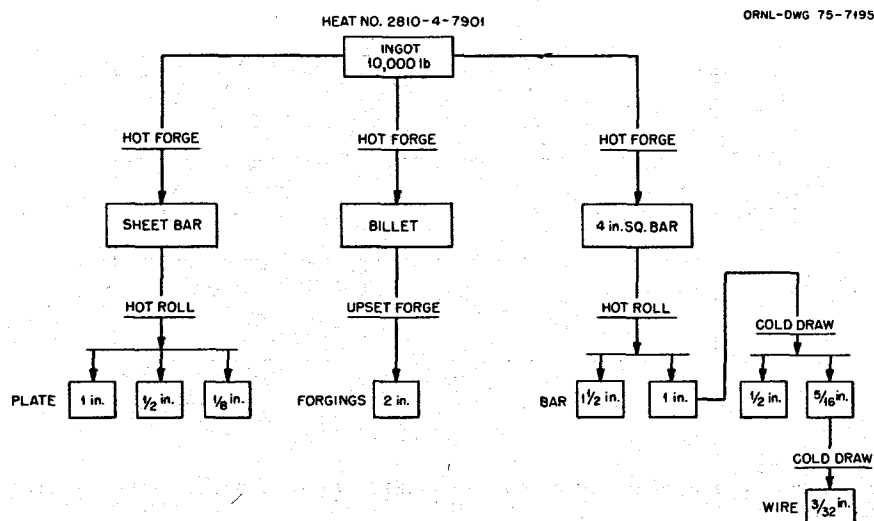 ORNL-DWG 75-7195
HEAT NO. 2810-4-7901
INGOT
10,000 lb
HOT FORGE
HOT FORGE
HOT FORGE
SHEET BAR
BILLET
4 in. SQ. BAR
HOT ROLL
UPSET FORGE
HOT ROLL
COLD DRAW
PLATE
1 in.
1/2 in.
1/8 in.
FORGINGS
2 in.
BAR
1 1/2 in.
1 in.
1/2 in.
5/16 in.
COLD DRAW
WIRE
3/32 in.